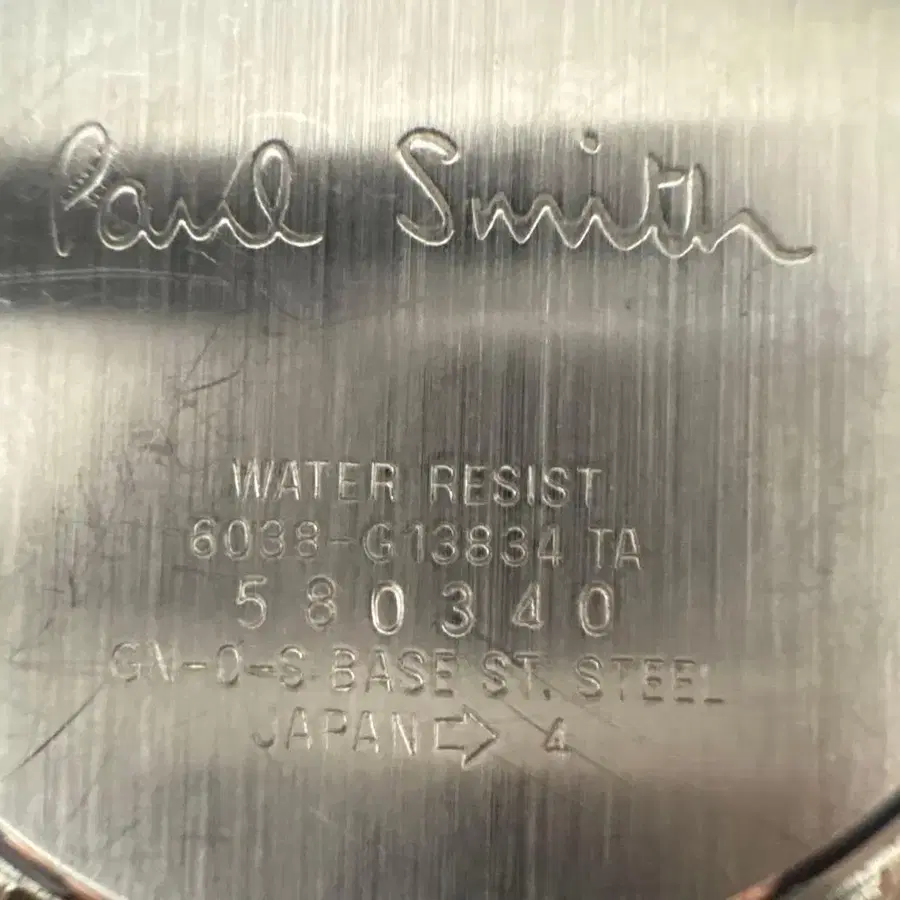 Paul Smith
WATER RESIST
6038-G13834 TA
580340
GN-0-S BASE ST. STEEL
JAPAN ⇨ 4